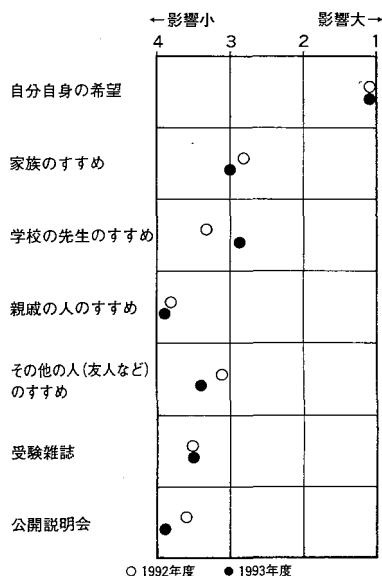 ←影響小 影響大→
4 3 2 1
自分自身の希望
家族のすすめ
学校の先生のすすめ
親戚の人のすすめ
その他の人(友人など)
のすすめ
受験雑誌
公開説明会
○ 1992年度 ● 1993年度